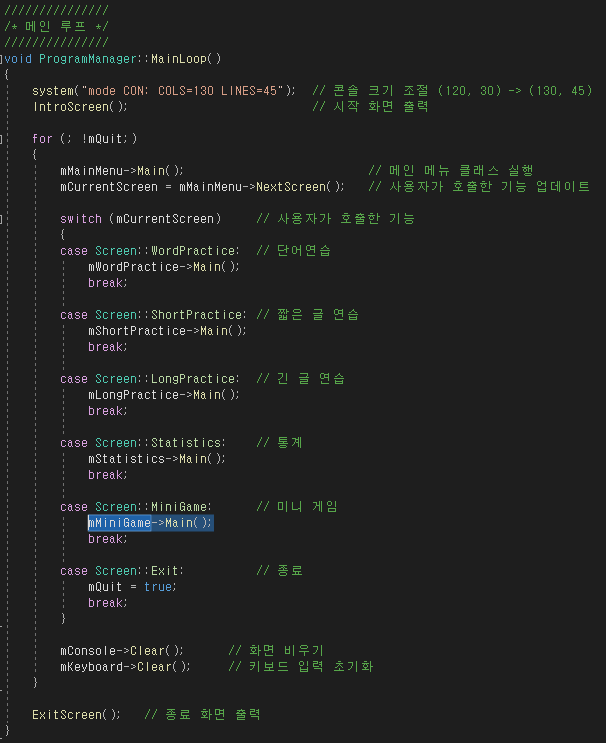 ///////////////
/* 메인 루프 */
///////////////
void ProgramManager::MainLoop()
{
    system("mode CON: COLS=130 LINES=45");  // 콘솔 크기 조절 (120, 30) -> (130, 45)
    IntroScreen();                          // 시작 화면 출력

    for (; !mQuit;)
    {
        mMainMenu->Main();                          // 메인 메뉴 클래스 실행
        mCurrentScreen = mMainMenu->NextScreen();   // 사용자가 호출한 기능 업데이트

        switch (mCurrentScreen)     // 사용자가 호출한 기능
        {
        case Screen::WordPractice:  // 단어연습
            mWordPractice->Main();
            break;

        case Screen::ShortPractice: // 짧은 글 연습
            mShortPractice->Main();
            break;

        case Screen::LongPractice:  // 긴 글 연습
            mLongPractice->Main();
            break;

        case Screen::Statistics:    // 통계
            mStatistics->Main();
            break;

        case Screen::MiniGame:      // 미니 게임
            mMiniGame->Main();
            break;

        case Screen::Exit:          // 종료
            mQuit = true;
            break;
        }

        mConsole->Clear();      // 화면 비우기
        mKeyboard->Clear();     // 키보드 입력 초기화
    }

    ExitScreen();   // 종료 화면 출력
}